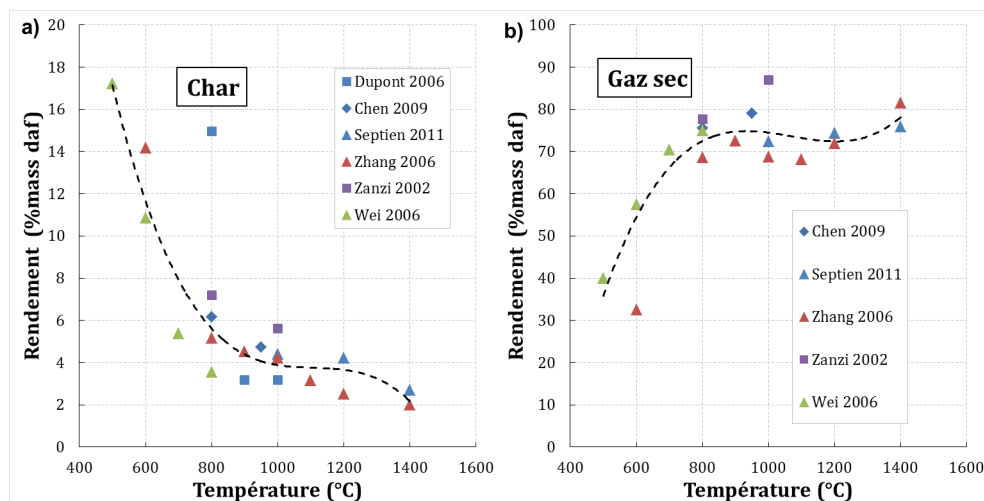 a)
Char
Dupont 2006
Chen 2009
Septien 2011
Zhang 2006
Zanzi 2002
Wei 2006
Rendement (%mass daf)
20
18
16
14
12
10
8
6
4
2
0
400 600 800 1000 1200 1400 1600
Température (°C)
b)
Gaz sec
Chen 2009
Septien 2011
Zhang 2006
Zanzi 2002
Wei 2006
Rendement (%mass daf)
100
90
80
70
60
50
40
30
20
10
0
400 600 800 1000 1200 1400 1600
Température (°C)